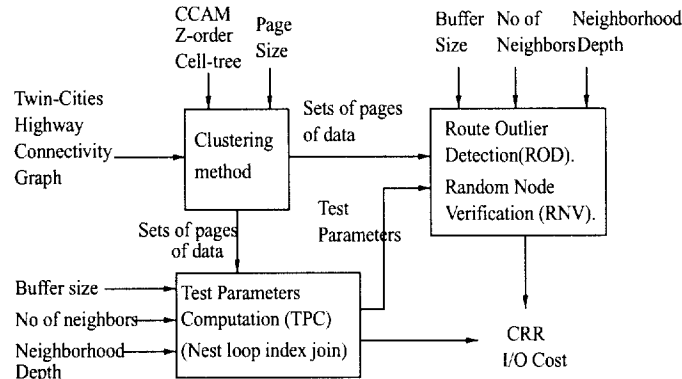 CCAM
Z-order
Cell-tree
Page
Size
Buffer
Size
No of
Neighbors
Neighborhood
Depth
Twin-Cities
Highway
Connectivity
Graph
Clustering
method
Sets of pages
of data
Route Outlier
Detection(ROD).
Random Node
Verification (RNV).
Sets of pages
of data
Test
Parameters
Buffer size
No of neighbors
Neighborhood
Depth
Test Parameters
Computation (TPC)
(Nest loop index join)
CRR
I/O Cost